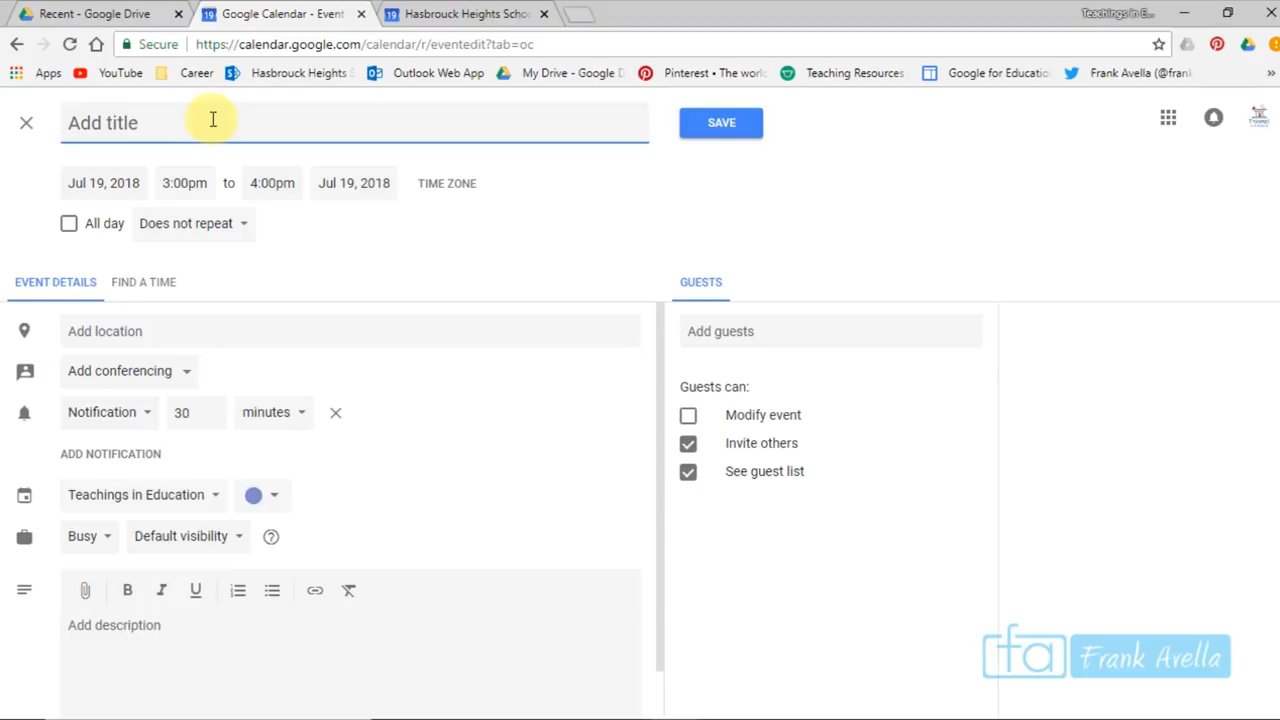 Recent - Google Drive
Google Calendar - Event
Hasbrouck Heights Schoo
Teachings in E...
Secure https://calendar.google.com/calendar/r/eventedit?tab=oc
Apps YouTube Career Hasbrouck Heights S Outlook Web App My Drive - Google D Pinterest • The work Teaching Resources Google for Educatio Frank Avella (@frank »
Add title
SAVE
Jul 19, 2018 3:00pm to 4:00pm Jul 19, 2018 TIME ZONE
All day Does not repeat
EVENT DETAILS FIND A TIME GUESTS
Add location
Add guests
Add conferencing
Guests can:
Notification 30 minutes
Modify event
Invite others
ADD NOTIFICATION
See guest list
Teachings in Education
Busy Default visibility
B I U
Add description
fa Frank Avella